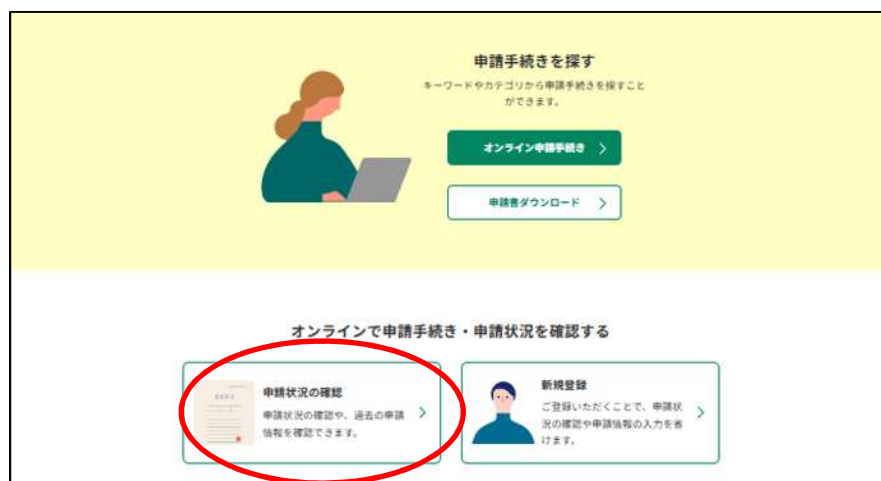 申請手続きを探す
キーワードやカテゴリから申請手続きを探すこと
ができます。
オンライン申請手続き
申請書ダウンロード
オンラインで申請手続き・申請状況を確認する
申請状況の確認
申請状況の確認や、過去の申請
情報を確認できます。
新規登録
ご登録いただくことで、申請状
況の確認や申請情報の入力を省
けます。